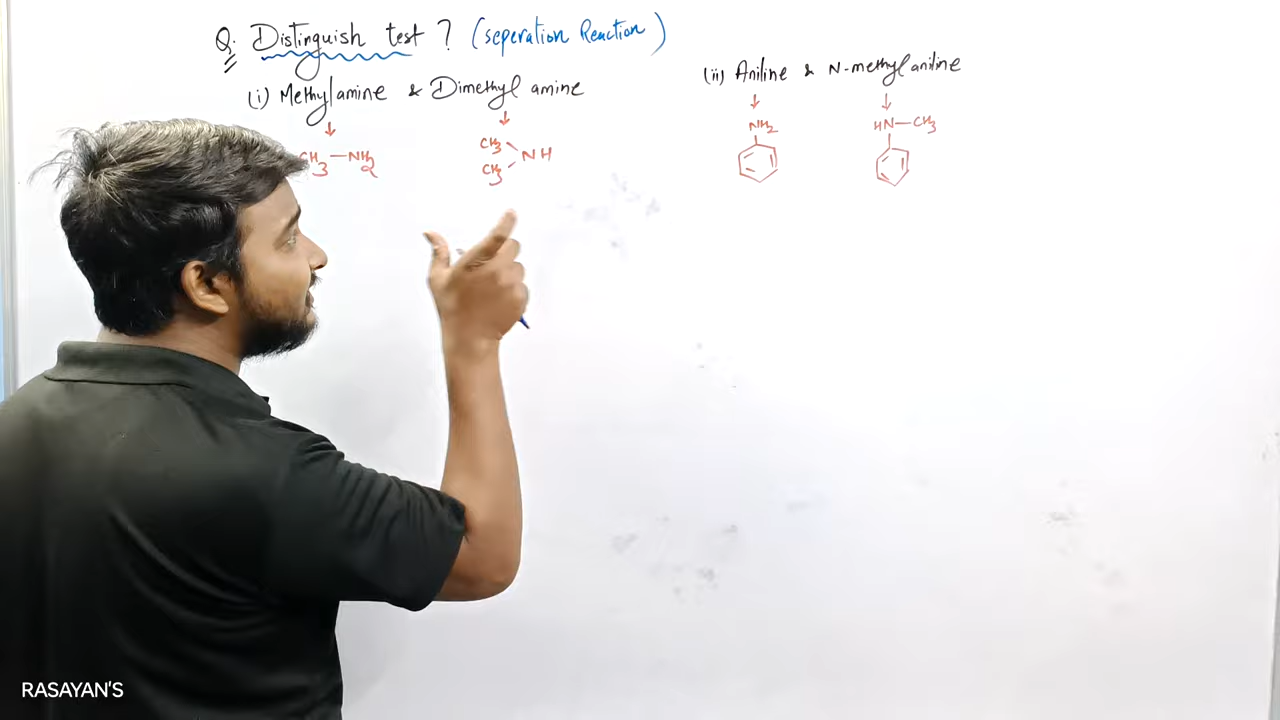 Q. Distinguish test ? (seperation Reaction)
(i) Methylamine & Dimethyl amine
(ii) Aniline & N-methylaniline
CH3—NH2
CH3
CH3
NH
NH2
HN—CH3
RASAYAN'S